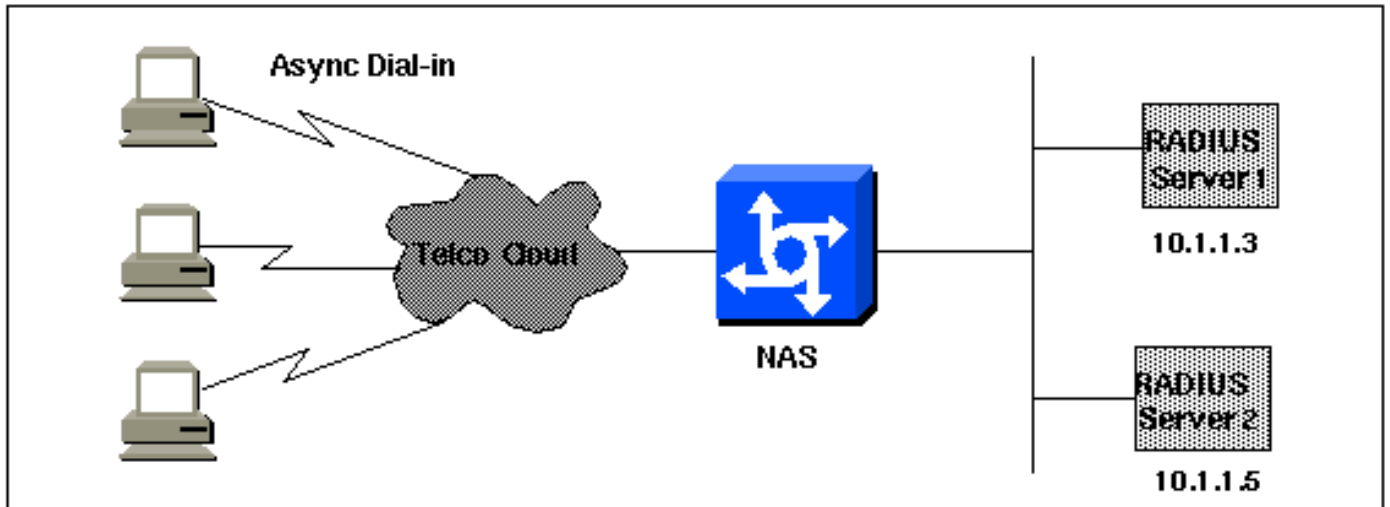 Async Dial-in
Telco Cloud
NAS
RADIUS
Server 1
10.1.1.3
RADIUS
Server 2
10.1.1.5